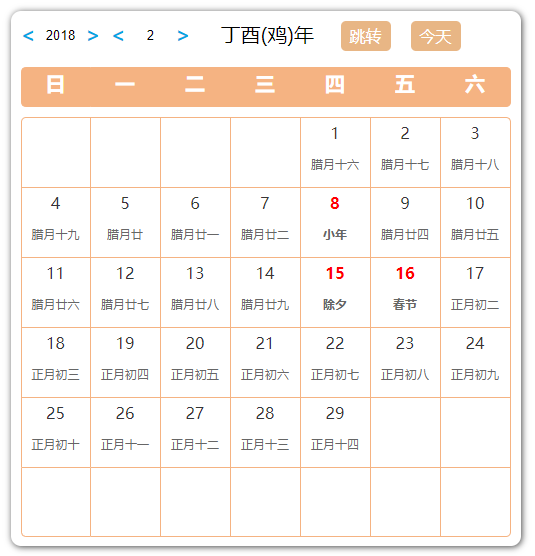 < 2018 > < 2 > 丁酉(鸡)年 跳转 今天
日 一 二 三 四 五 六
1 2 3
腊月十六 腊月十七 腊月十八
4 5 6 7 8 9 10
腊月十九 腊月廿 腊月廿一 腊月廿二 小年 腊月廿四 腊月廿五
11 12 13 14 15 16 17
腊月廿六 腊月廿七 腊月廿八 腊月廿九 除夕 春节 正月初二
18 19 20 21 22 23 24
正月初三 正月初四 正月初五 正月初六 正月初七 正月初八 正月初九
25 26 27 28 29
正月初十 正月十一 正月十二 正月十三 正月十四